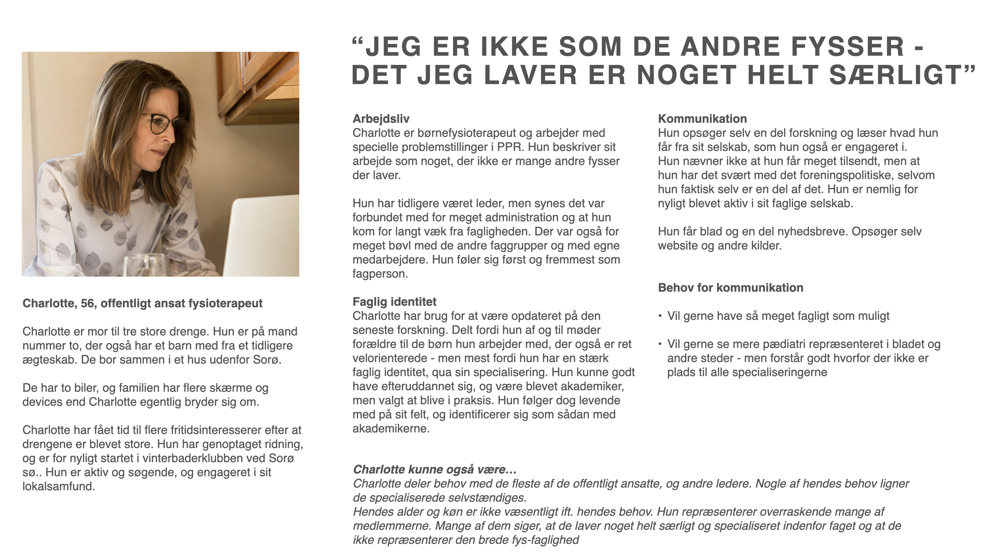 “JEG ER IKKE SOM DE ANDRE FYSSER -
DET JEG LAVER ER NOGET HELT SÆRLIGT”
Charlotte, 56, offentligt ansat fysioterapeut
Charlotte er mor til tre store drenge. Hun er på mand
nummer to, der også har et barn med fra et tidligere
ægteskab. De bor sammen i et hus udenfor Sorø.
De har to biler, og familien har flere skærme og
devices end Charlotte egentlig bryder sig om.
Charlotte har fået tid til flere fritidsinteresserer efter at
drengene er blevet store. Hun har genoptaget ridning,
og er for nyligt startet i vinterbaderklubben ved Sorø
sø.. Hun er aktiv og søgende, og engageret i sit
lokalsamfund.
Arbejdsliv
Charlotte er børnefysioterapeut og arbejder med
specielle problemstillinger i PPR. Hun beskriver sit
arbejde som noget, der ikke er mange andre fysser
der laver.
Hun har tidligere været leder, men synes det var
forbundet med for meget administration og at hun
kom for langt væk fra fagligheden. Der var også for
meget bøvl med de andre faggrupper og med egne
medarbejdere. Hun føler sig først og fremmest som
fagperson.
Faglig identitet
Charlotte har brug for at være opdateret på den
seneste forskning. Delt fordi hun af og til møder
forældre til de børn hun arbejder med, der også er ret
velorienterede - men mest fordi hun har en stærk
faglig identitet, qua sin specialisering. Hun kunne godt
have efteruddannet sig, og være blevet akademiker,
men valgt at blive i praksis. Hun følger dog levende
med på sit felt, og identificerer sig som sådan med
akademikerne.
Kommunikation
Hun opsøger selv en del forskning og læser hvad hun
får fra sit selskab, som hun også er engageret i.
Hun nævner ikke at hun får meget tilsendt, men at
hun har det svært med det foreningspolitiske, selvom
hun faktisk selv er en del af det. Hun er nemlig for
nyligt blevet aktiv i sit faglige selskab.
Hun får blad og en del nyhedsbreve. Opsøger selv
website og andre kilder.
Behov for kommunikation
• Vil gerne have så meget fagligt som muligt
• Vil gerne se mere pædiatri repræsenteret i bladet og
andre steder - men forstår godt hvorfor der ikke er
plads til alle specialiseringerne
Charlotte kunne også være…
Charlotte deler behov med de fleste af de offentligt ansatte, og andre ledere. Nogle af hendes behov ligner
de specialiserede selvstændiges.
Hendes alder og køn er ikke væsentligt ift. hendes behov. Hun repræsenterer overraskende mange af
medlemmerne. Mange af dem siger, at de laver noget helt særligt og specialiseret indenfor faget og at de
ikke repræsenterer den brede fys-faglighed